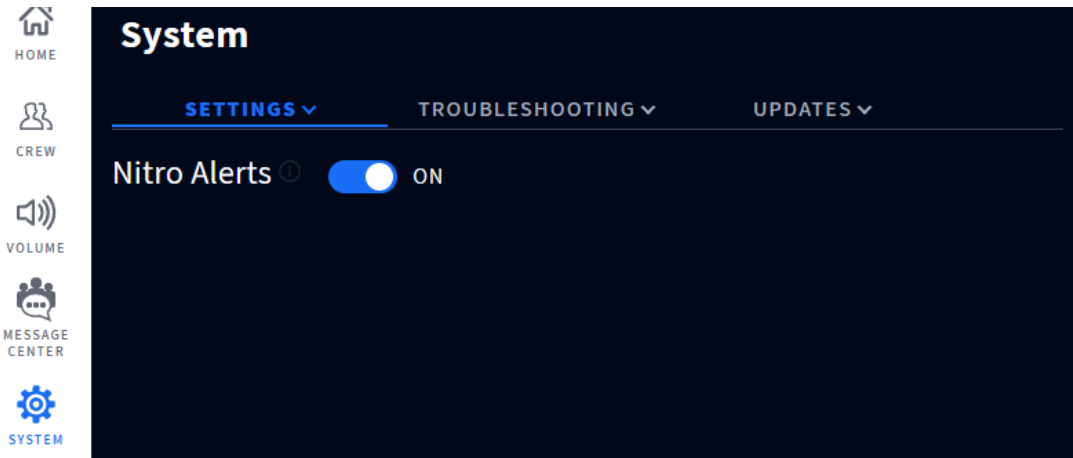 HOME
CREW
VOLUME
MESSAGE
CENTER
SYSTEM
System
SETTINGS
TROUBLESHOOTING
UPDATES
Nitro Alerts
ON